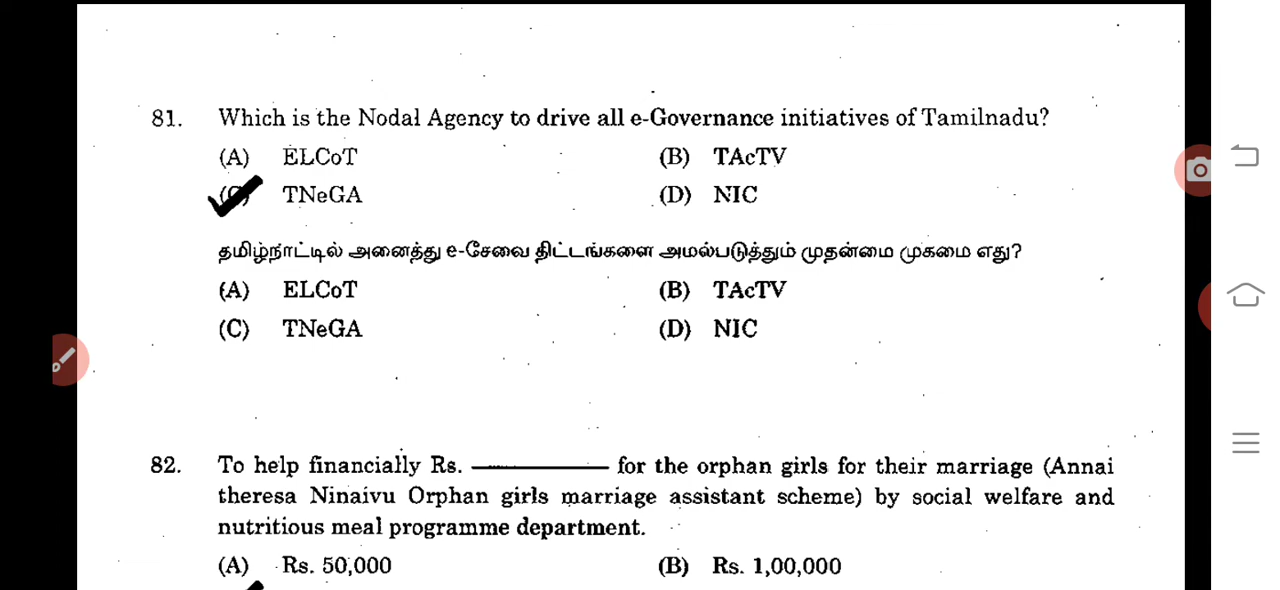 81. Which is the Nodal Agency to drive all e-Governance initiatives of Tamilnadu?
(A) ELCoT (B) TAcTV
(C) TNeGA (D) NIC
தமிழ்நாட்டில் அனைத்து e-சேவை திட்டங்களை அமல்படுத்தும் முதன்மை முகமை எது?
(A) ELCoT (B) TAcTV
(C) TNeGA (D) NIC
82. To help financially Rs. ________ for the orphan girls for their marriage (Annai
theresa Ninaivu Orphan girls marriage assistant scheme) by social welfare and
nutritious meal programme department.
(A) Rs. 50,000 (B) Rs. 1,00,000